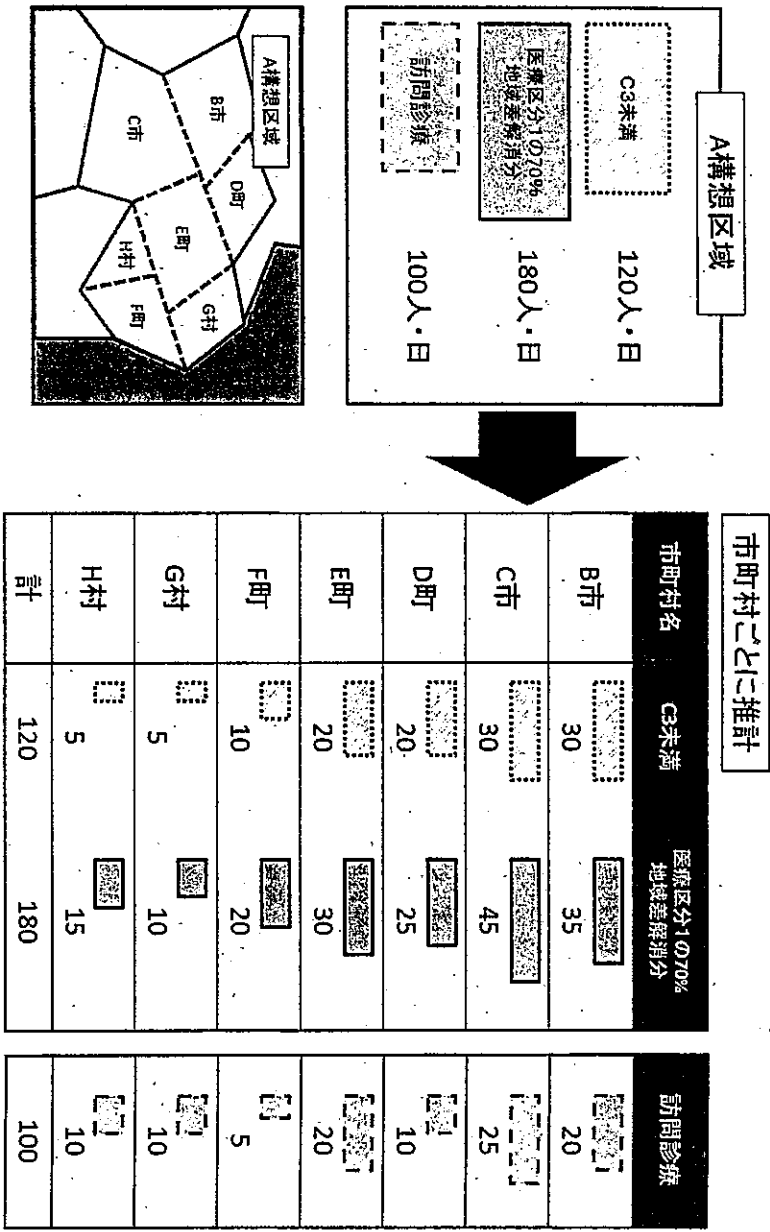 A構想区域
C3未満
120人・日
医療区分1の70%
地域差解消分
180人・日
訪問診療
100人・日
A構想区域
B市
C市
D町
E町
F町
G村
H村
市町村ごとに推計
市町村名 C3未満 医療区分1の70% 訪問診療
地域差解消分
B市 30 35 20
C市 30 45 25
D町 20 25 10
E町 20 30 20
F町 10 20 5
G村 5 10 10
H村 5 15 10
計 120 180 100